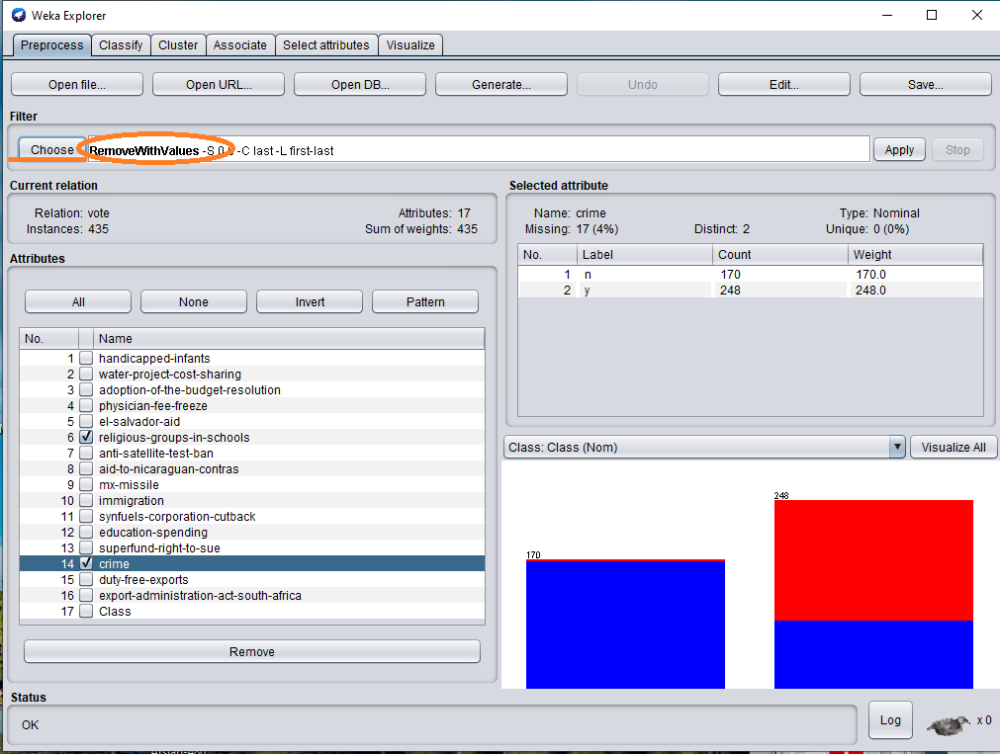 Weka Explorer
Preprocess Classify Cluster Associate Select attributes Visualize
Open file... Open URL... Open DB... Generate... Undo Edit... Save...
Filter
Choose RemoveWithValues -S 0.0 -C last -L first-last Apply Stop
Current relation
Relation: vote Attributes: 17
Instances: 435 Sum of weights: 435
Attributes
All None Invert Pattern
No. Name
1 handicapped-infants
2 water-project-cost-sharing
3 adoption-of-the-budget-resolution
4 physician-fee-freeze
5 el-salvador-aid
6 religious-groups-in-schools
7 anti-satellite-test-ban
8 aid-to-nicaraguan-contras
9 mx-missile
10 immigration
11 synfuels-corporation-cutback
12 education-spending
13 superfund-right-to-sue
14 crime
15 duty-free-exports
16 export-administration-act-south-africa
17 Class
Remove
Selected attribute
Name: crime Type: Nominal
Missing: 17 (4%) Distinct: 2 Unique: 0 (0%)
No. Label Count Weight
1 n 170 170.0
2 y 248 248.0
Class: Class (Nom) Visualize All
248
170
Status
OK Log x 0